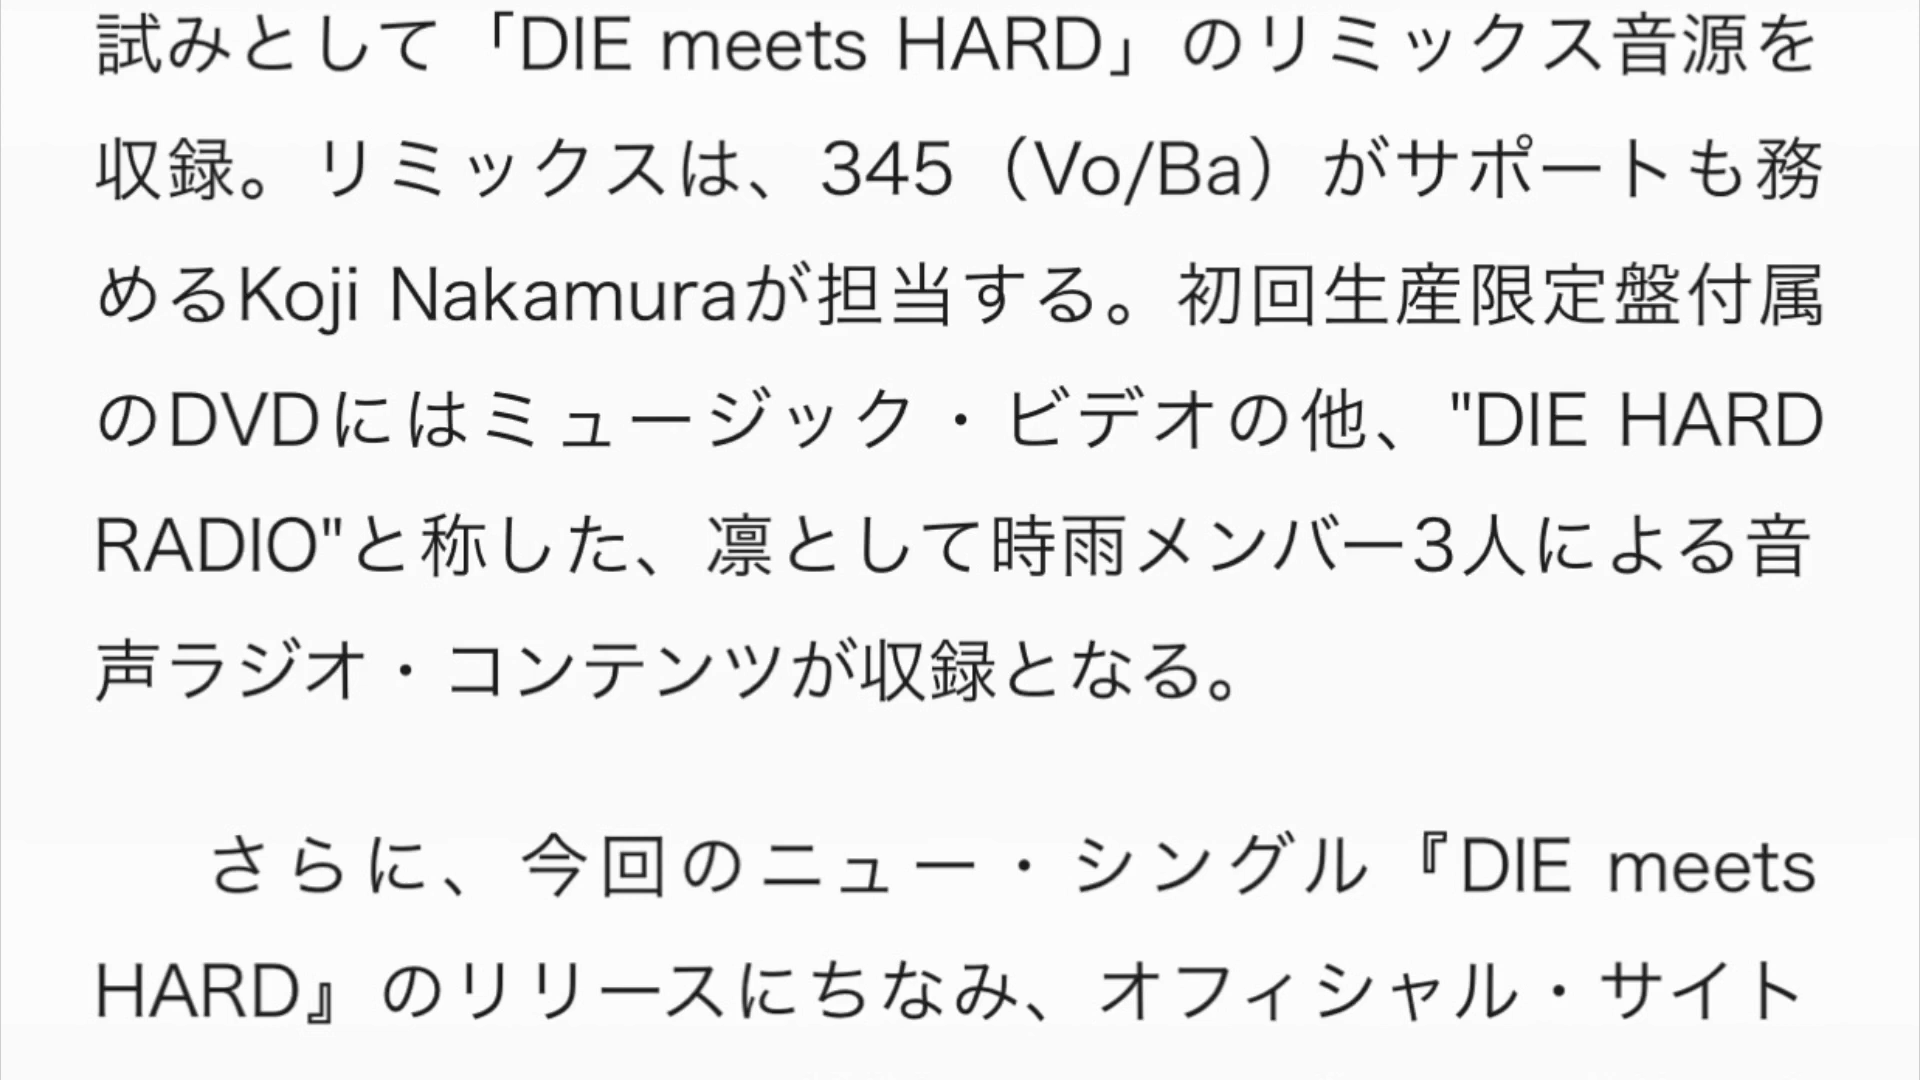 試みとして「DIE meets HARD」のリミックス音源を
収録。リミックスは、345（Vo/Ba）がサポートも務
めるKoji Nakamuraが担当する。初回生産限定盤付属
のDVDにはミュージック・ビデオの他、"DIE HARD
RADIO"と称した、凛として時雨メンバー3人による音
声ラジオ・コンテンツが収録となる。
さらに、今回のニュー・シングル『DIE meets
HARD』のリリースにちなみ、オフィシャル・サイト